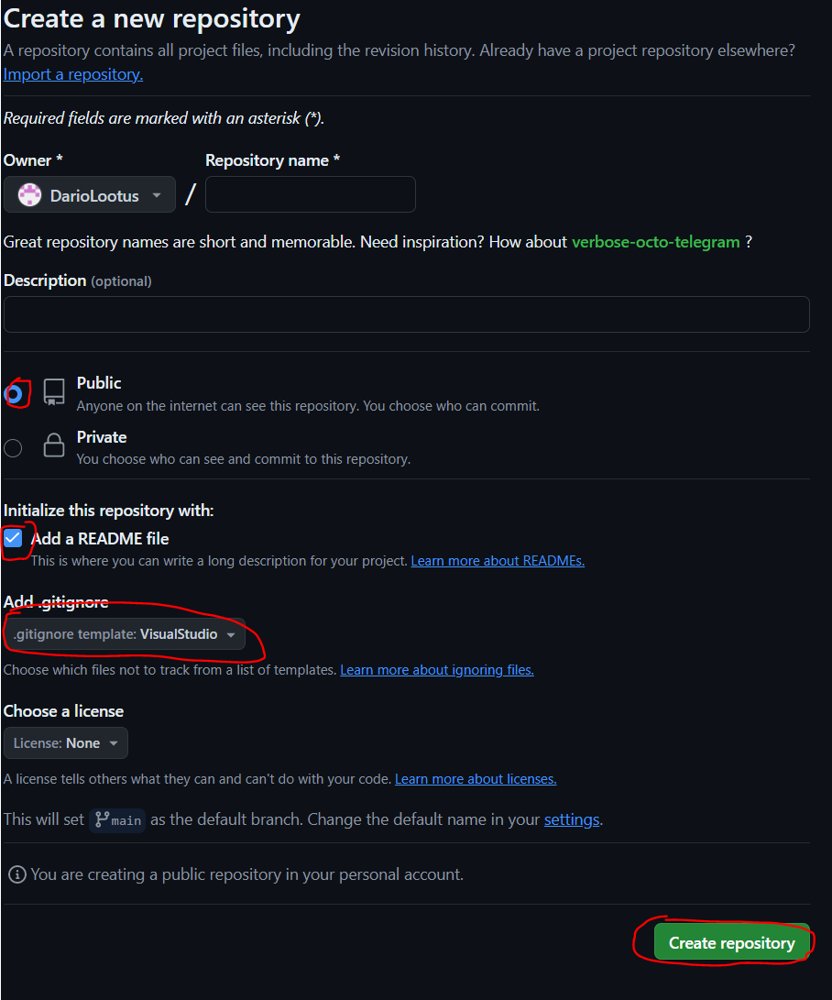 Create a new repository
A repository contains all project files, including the revision history. Already have a project repository elsewhere?
Import a repository.
Required fields are marked with an asterisk (*).
Owner * Repository name *
DarioLootus /
Great repository names are short and memorable. Need inspiration? How about verbose-octo-telegram ?
Description (optional)
Public
Anyone on the internet can see this repository. You choose who can commit.
Private
You choose who can see and commit to this repository.
Initialize this repository with:
Add a README file
This is where you can write a long description for your project. Learn more about READMEs.
Add .gitignore
.gitignore template: VisualStudio
Choose which files not to track from a list of templates. Learn more about ignoring files.
Choose a license
License: None
A license tells others what they can and can't do with your code. Learn more about licenses.
This will set main as the default branch. Change the default name in your settings.
You are creating a public repository in your personal account.
Create repository